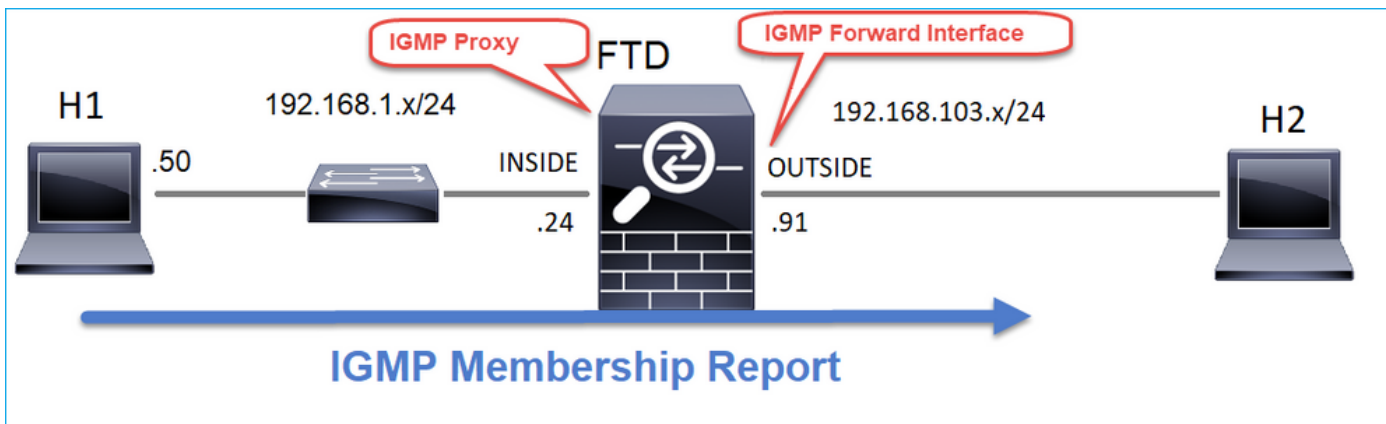 IGMP Proxy
IGMP Forward Interface
FTD
H1
192.168.1.x/24
192.168.103.x/24
H2
.50
INSIDE
OUTSIDE
.24
.91
IGMP Membership Report